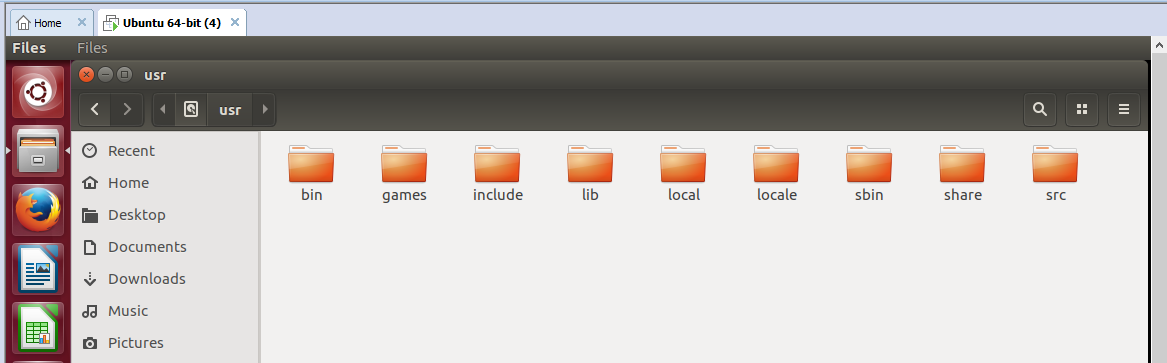 Home Ubuntu 64-bit (4)
Files Files
usr
usr
Recent
Home
Desktop
Documents
Downloads
Music
Pictures
bin games include lib local locale sbin share src